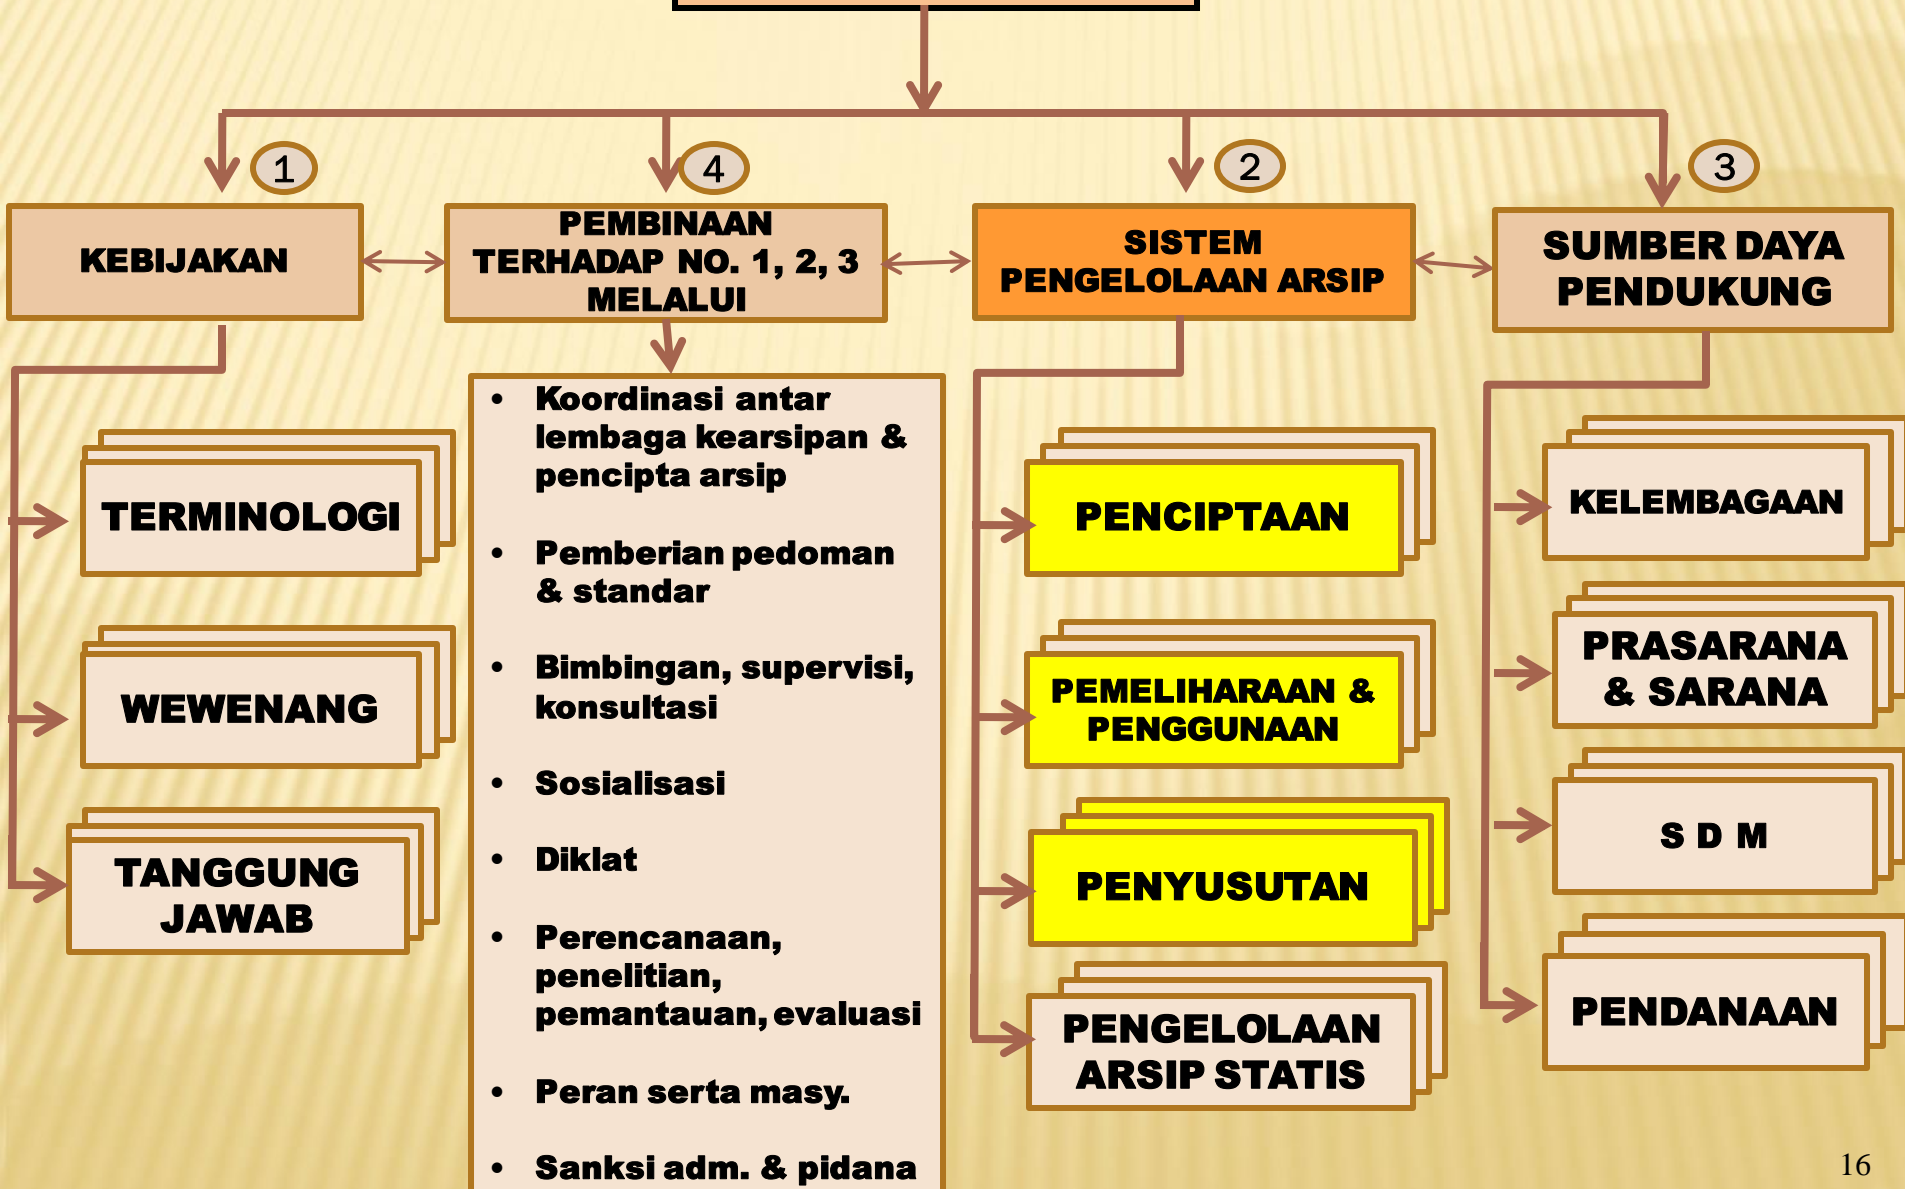 1
KEBIJAKAN
TERMINOLOGI
WEWENANG
TANGGUNG
JAWAB
4
PEMBINAAN
TERHADAP NO. 1, 2, 3
MELALUI
• Koordinasi antar
lembaga kearsipan &
pencipta arsip
• Pemberian pedoman
& standar
• Bimbingan, supervisi,
konsultasi
• Sosialisasi
• Diklat
• Perencanaan,
penelitian,
pemantauan, evaluasi
• Peran serta masy.
• Sanksi adm. & pidana
2
SISTEM
PENGELOLAAN ARSIP
PENCIPTAAN
PEMELIHARAAN &
PENGGUNAAN
PENYUSUTAN
PENGELOLAAN
ARSIP STATIS
3
SUMBER DAYA
PENDUKUNG
KELEMBAGAAN
PRASARANA
& SARANA
S D M
PENDANAAN
16